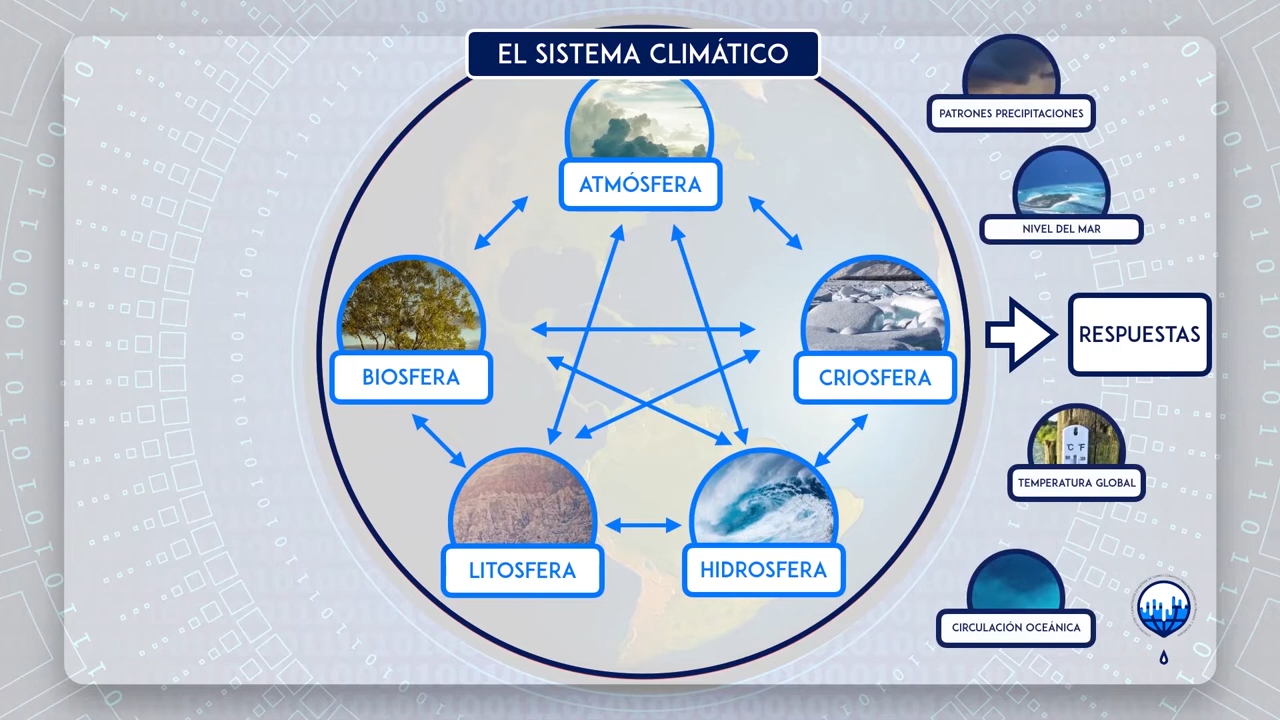 EL SISTEMA CLIMÁTICO
PATRONES PRECIPITACIONES
ATMÓSFERA
NIVEL DEL MAR
RESPUESTAS
BIOSFERA
CRIOSFERA
°C °F
TEMPERATURA GLOBAL
LITOSFERA
HIDROSFERA
CIRCULACIÓN OCEÁNICA